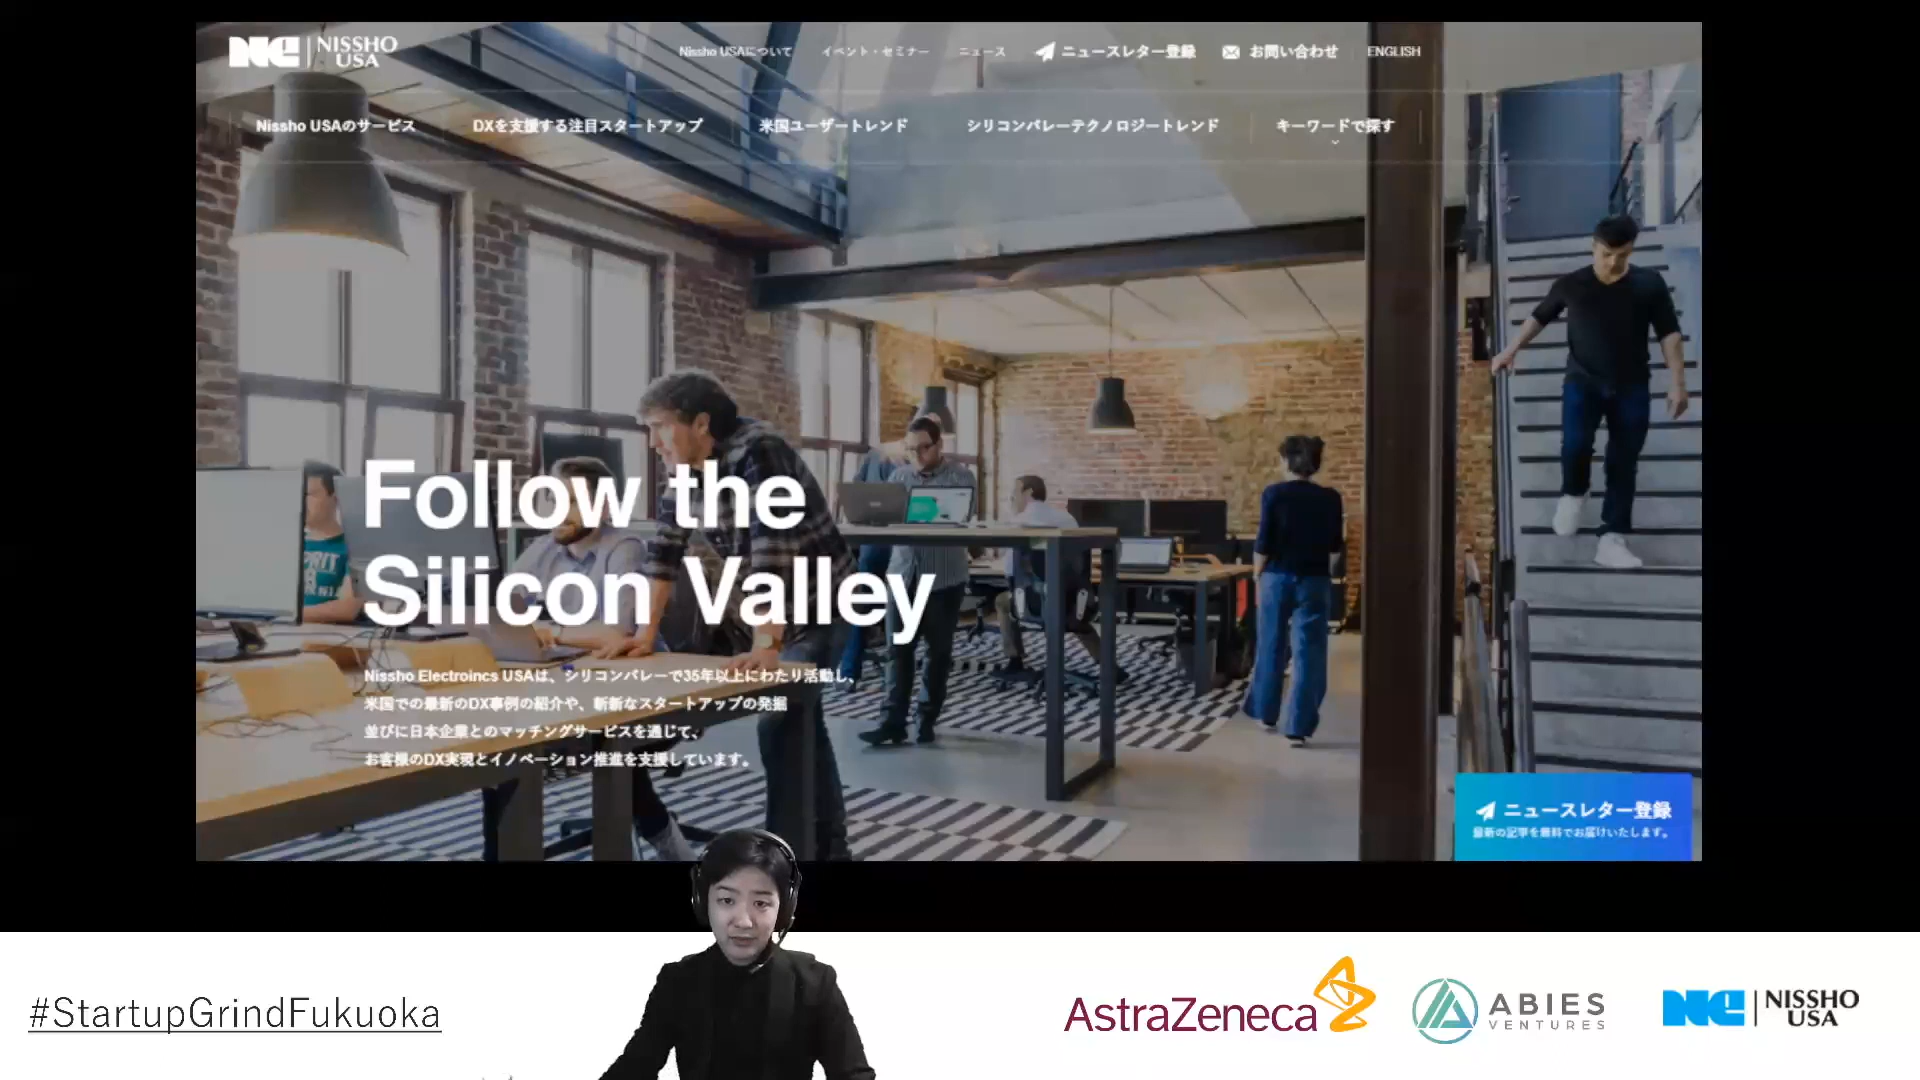 NISSHO
USA
Nissho USAについて イベント・セミナー ニュース ニュースレター登録 お問い合わせ ENGLISH
Nissho USAのサービス DXを支援する注目スタートアップ 米国ユーザートレンド シリコンバレーテクノロジートレンド キーワードで探す
Follow the
Silicon Valley
Nissho Electroincs USAは、シリコンバレーで35年以上にわたり活動し、
米国での最新のDX事例の紹介や、斬新なスタートアップの発掘
並びに日本企業とのマッチングサービスを通じて、
お客様のDX実現とイノベーション推進を支援しています。
ニュースレター登録
最新の記事を無料でお届けいたします。
#StartupGrindFukuoka
AstraZeneca
ABIES
VENTURES
NISSHO
USA